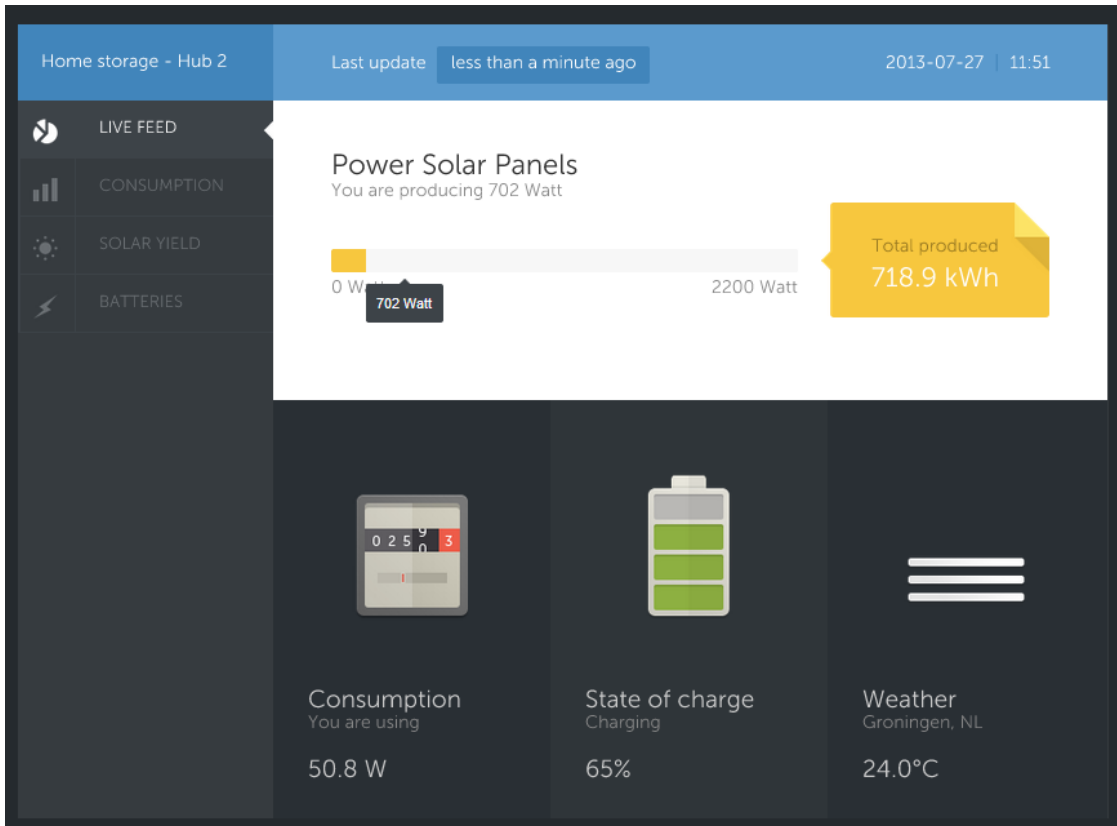 Home storage - Hub 2
Last update less than a minute ago
2013-07-27 | 11:51
LIVE FEED
CONSUMPTION
SOLAR YIELD
BATTERIES
Power Solar Panels
You are producing 702 Watt
0 W
2200 Watt
702 Watt
Total produced
718.9 kWh
0 2 5 9 3
0
Consumption
You are using
50.8 W
State of charge
Charging
65%
Weather
Groningen, NL
24.0°C